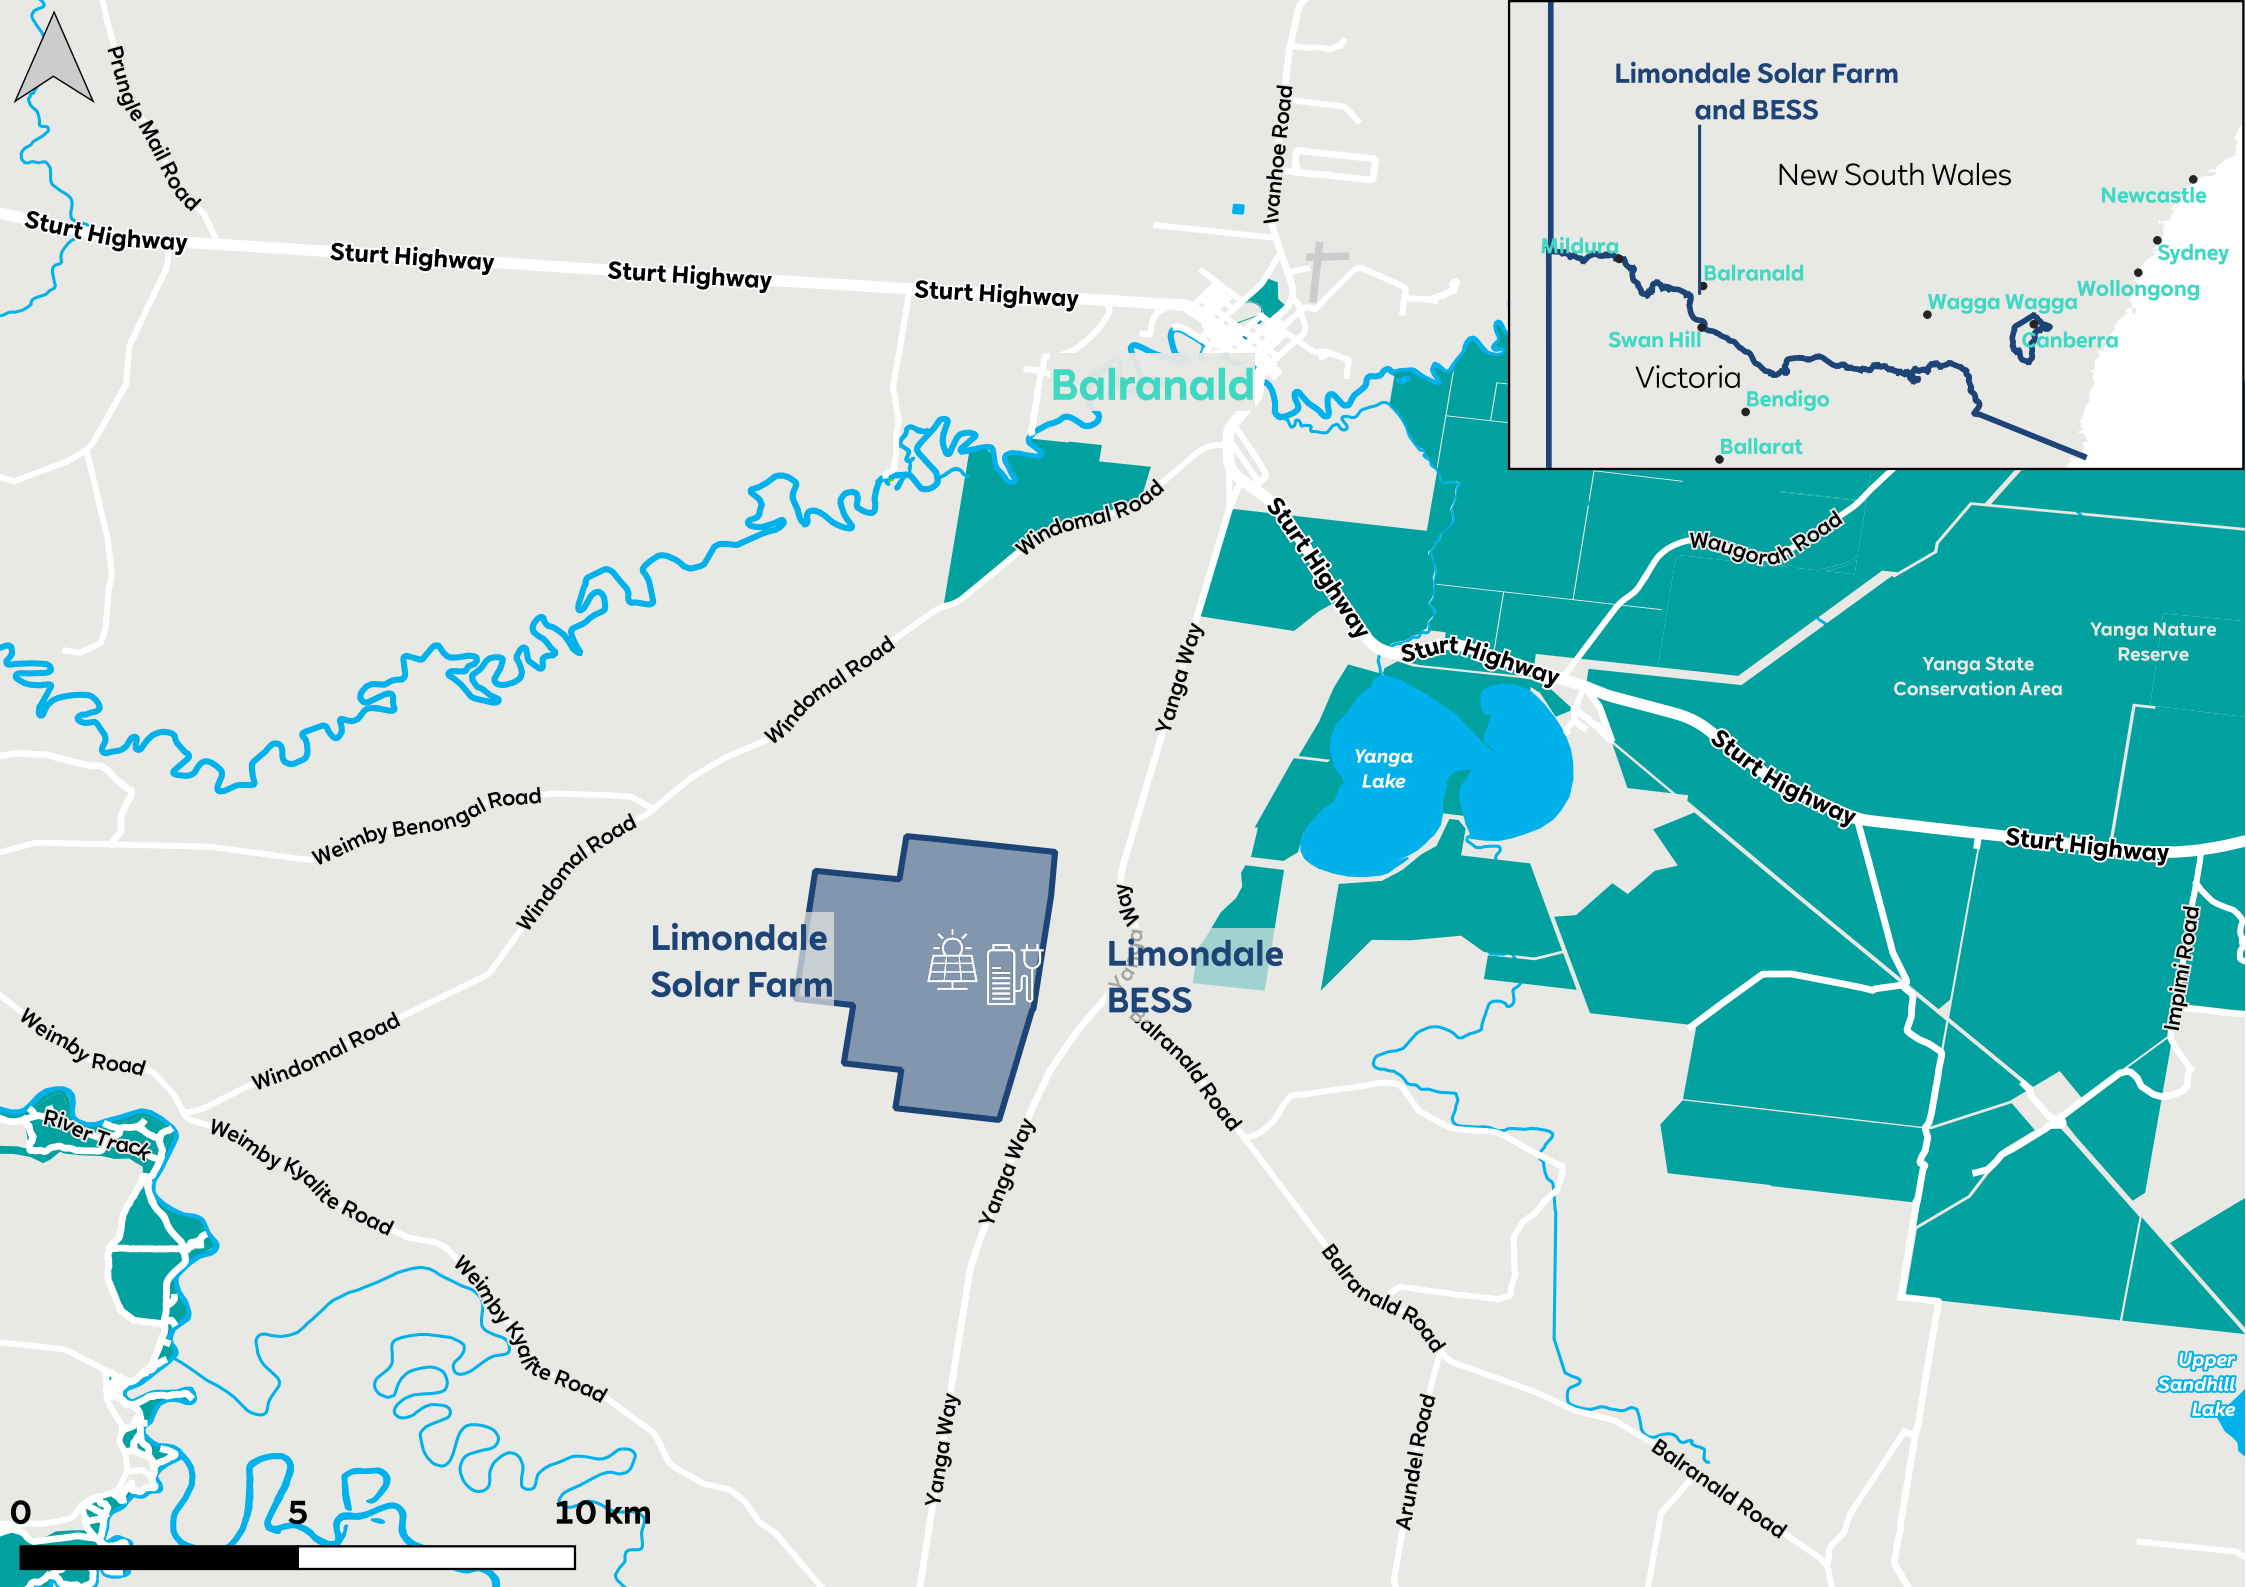 Prungle Mail Road
Sturt Highway
Sturt Highway
Sturt Highway
Sturt Highway
Ivanhoe Road
Balranald
Windomal Road
Sturt Highway
Sturt Highway
Waugorah Road
Yanga Way
Windomal Road
Yanga
Lake
Yanga State
Conservation Area
Yanga Nature
Reserve
Sturt Highway
Sturt Highway
Weimby Benongal Road
Windomal Road
Limondale
Solar Farm
Yanga Way
Limondale
BESS
Impimi Road
Weimby Road
Windomal Road
Balranald Road
River Track
Weimby Kyalite Road
Yanga Way
Balranald Road
Weimby Kyalite Road
Upper
Sandhill
Lake
Yanga Way
Arundel Road
Balranald Road
0 5 10 km
Limondale Solar Farm
and BESS
New South Wales
Newcastle
Mildura
Sydney
Balranald
Wollongong
Wagga Wagga
Swan Hill
Canberra
Victoria
Bendigo
Ballarat